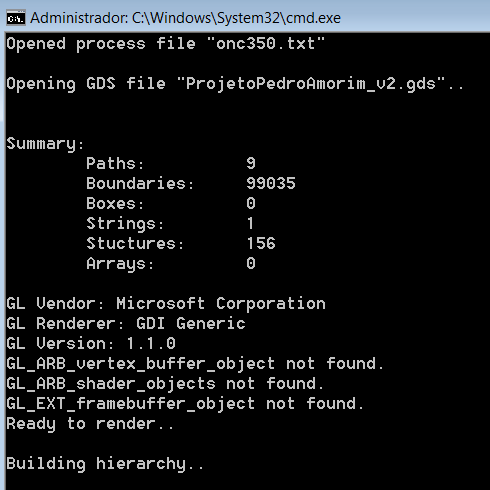 Administrador: C:\Windows\System32\cmd.exe
Opened process file "onc350.txt"
Opening GDS file "ProjetoPedroAmorim_v2.gds"..
Summary:
Paths: 9
Boundaries: 99035
Boxes: 0
Strings: 1
Stuctures: 156
Arrays: 0
GL Vendor: Microsoft Corporation
GL Renderer: GDI Generic
GL Version: 1.1.0
GL_ARB_vertex_buffer_object not found.
GL_ARB_shader_objects not found.
GL_EXT_framebuffer_object not found.
Ready to render..
Building hierarchy..